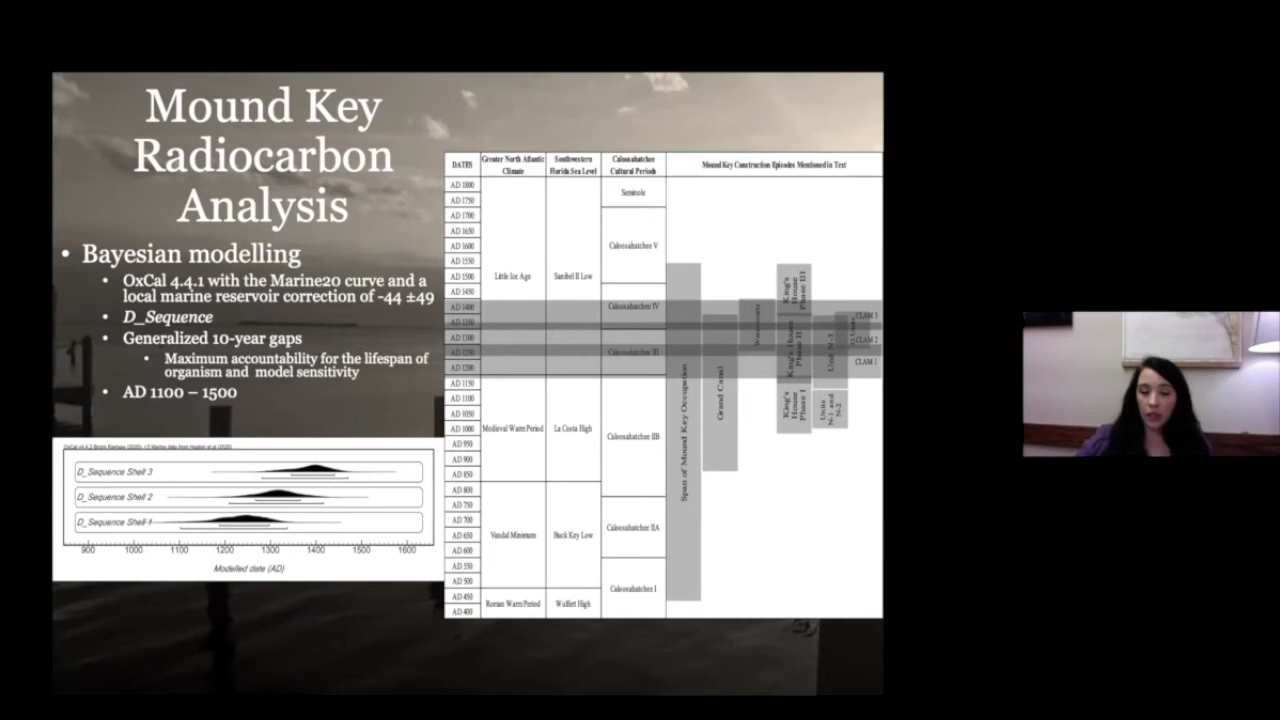 Mound Key
Radiocarbon
Analysis
• Bayesian modelling
• OxCal 4.4.1 with the Marine20 curve and a
local marine reservoir correction of -44 ±49
• D_Sequence
• Generalized 10-year gaps
• Maximum accountability for the lifespan of
organism and model sensitivity
• AD 1100 – 1500
D_Sequence Shell 3
D_Sequence Shell 2
D_Sequence Shell 1
900 1000 1100 1200 1300 1400 1500 1600
Modelled date (AD)
DATES
Greater North Atlantic
Climate
Southwestern
Florida Sea Level
Caloosahatchee
Cultural Periods
Mound Key Construction Episodes Mentioned in Text
AD 1800
AD 1750
AD 1700
AD 1650
AD 1600
AD 1550
AD 1500
AD 1450
AD 1400
AD 1350
AD 1300
AD 1250
AD 1200
AD 1150
AD 1100
AD 1050
AD 1000
AD 950
AD 900
AD 850
AD 800
AD 750
AD 700
AD 650
AD 600
AD 550
AD 500
AD 450
AD 400
Little Ice Age
Medieval Warm Period
Vandal Minimum
Roman Warm Period
Sanibel II Low
La Costa High
Buck Key Low
Wulfert High
Seminole
Caloosahatchee V
Caloosahatchee IV
Caloosahatchee III
Caloosahatchee IIB
Caloosahatchee IIA
Caloosahatchee I
Span of Mound Key Occupation
Grand Canal
Watercourts
King's
House
Phase III
King's House
Phase II
King's
House
Phase I
Unit N-3
Units
N-1 and
N-2
CLAM 3
CLAM 2
CLAM 1